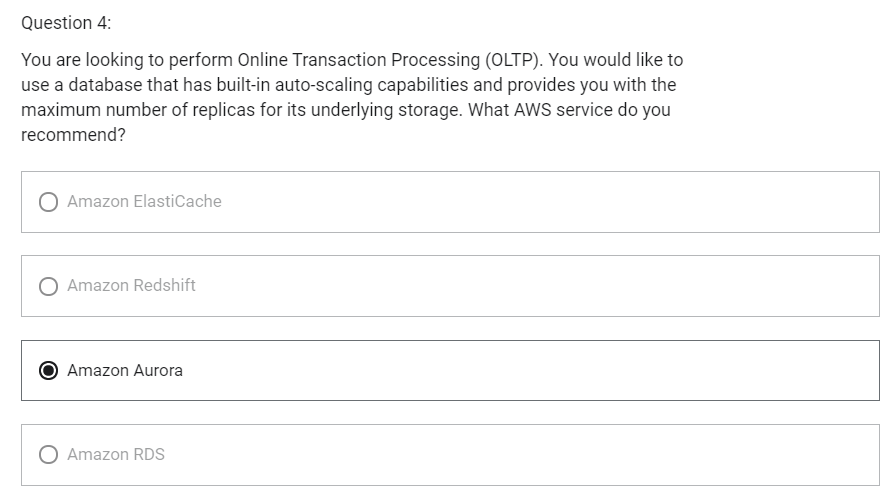 Question 4:
You are looking to perform Online Transaction Processing (OLTP). You would like to
use a database that has built-in auto-scaling capabilities and provides you with the
maximum number of replicas for its underlying storage. What AWS service do you
recommend?
Amazon ElastiCache
Amazon Redshift
Amazon Aurora
Amazon RDS